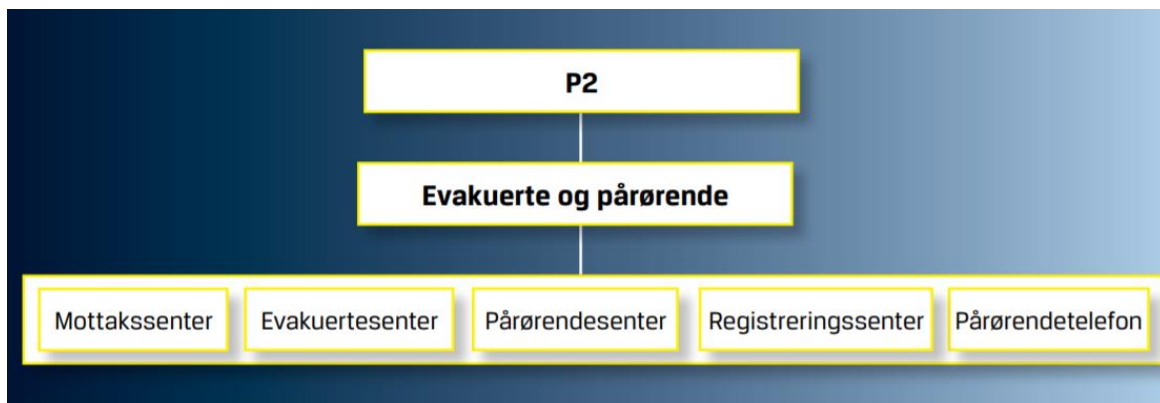 P2
Evakuerte og pårørende
Mottakssenter
Evakuertesenter
Pårørendesenter
Registreringssenter
Pårørendetelefon